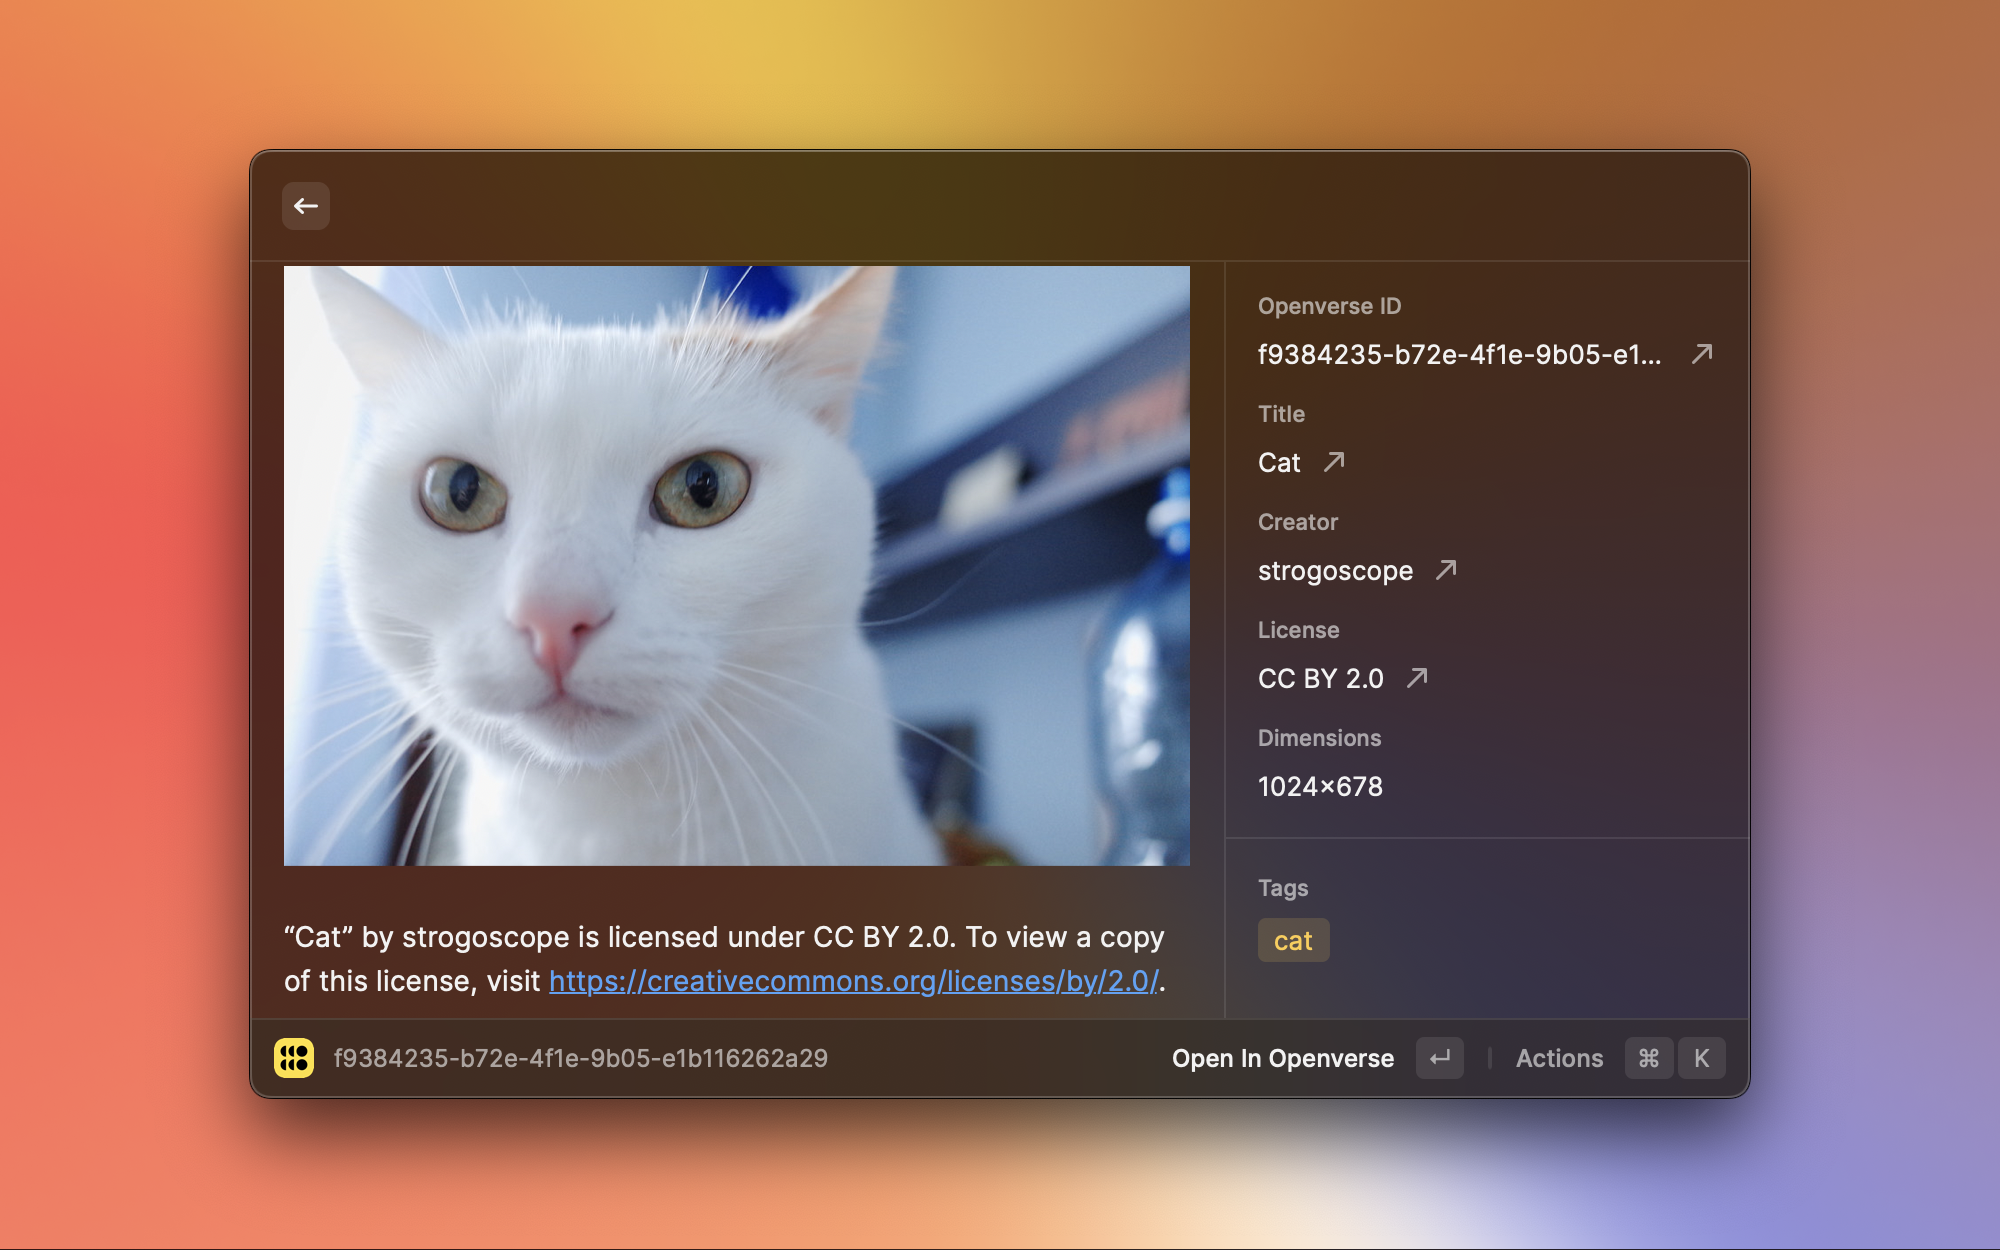 Openverse ID
f9384235-b72e-4f1e-9b05-e1...
Title
Cat
Creator
strogoscope
License
CC BY 2.0
Dimensions
1024×678
Tags
cat
“Cat” by strogoscope is licensed under CC BY 2.0. To view a copy
of this license, visit https://creativecommons.org/licenses/by/2.0/.
f9384235-b72e-4f1e-9b05-e1b116262a29
Open In Openverse
Actions ⌘ K